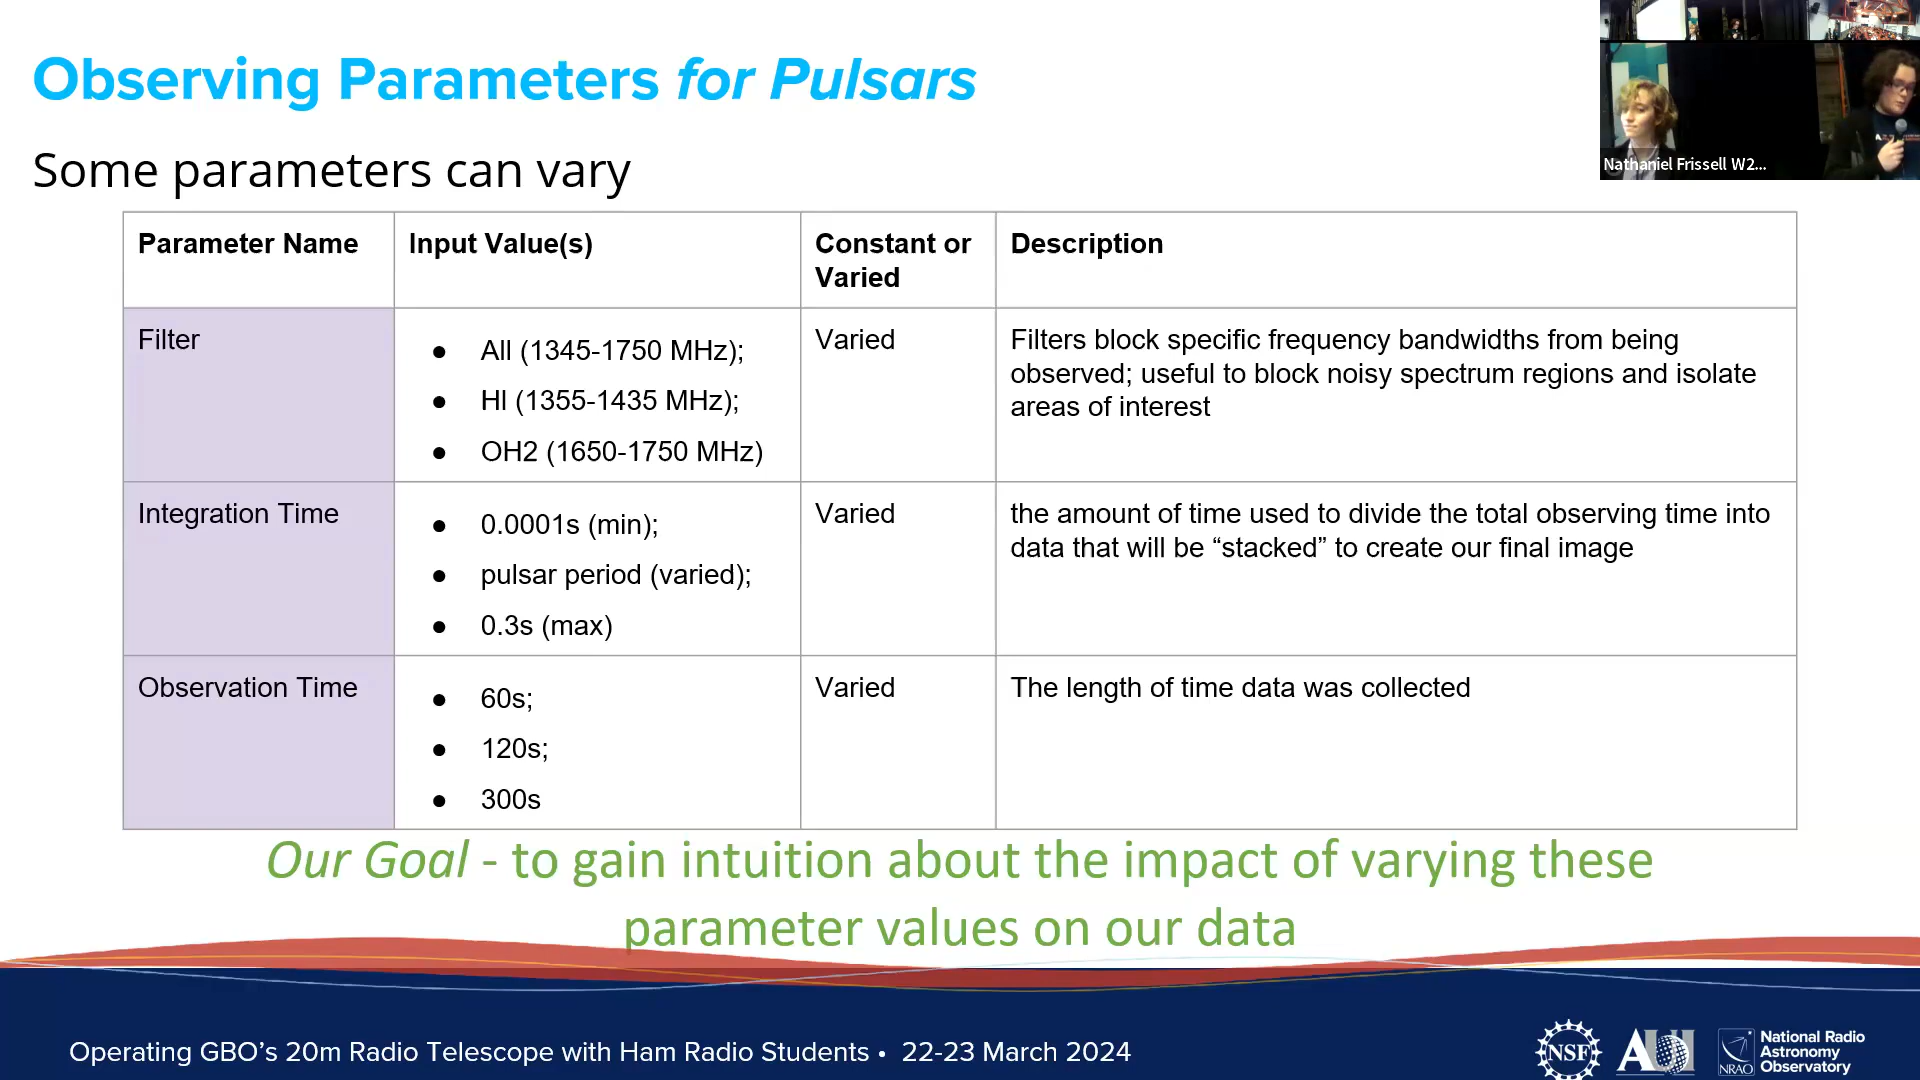 Observing Parameters for Pulsars
Nathaniel Frissell W2...
Some parameters can vary
Parameter Name
Input Value(s)
Constant or
Varied
Description
Filter
● All (1345-1750 MHz);
● HI (1355-1435 MHz);
● OH2 (1650-1750 MHz)
Varied
Filters block specific frequency bandwidths from being
observed; useful to block noisy spectrum regions and isolate
areas of interest
Integration Time
● 0.0001s (min);
● pulsar period (varied);
● 0.3s (max)
Varied
the amount of time used to divide the total observing time into
data that will be “stacked” to create our final image
Observation Time
● 60s;
● 120s;
● 300s
Varied
The length of time data was collected
Our Goal - to gain intuition about the impact of varying these
parameter values on our data
Operating GBO’s 20m Radio Telescope with Ham Radio Students • 22-23 March 2024
NSF
AUI
NRAO
National Radio
Astronomy
Observatory